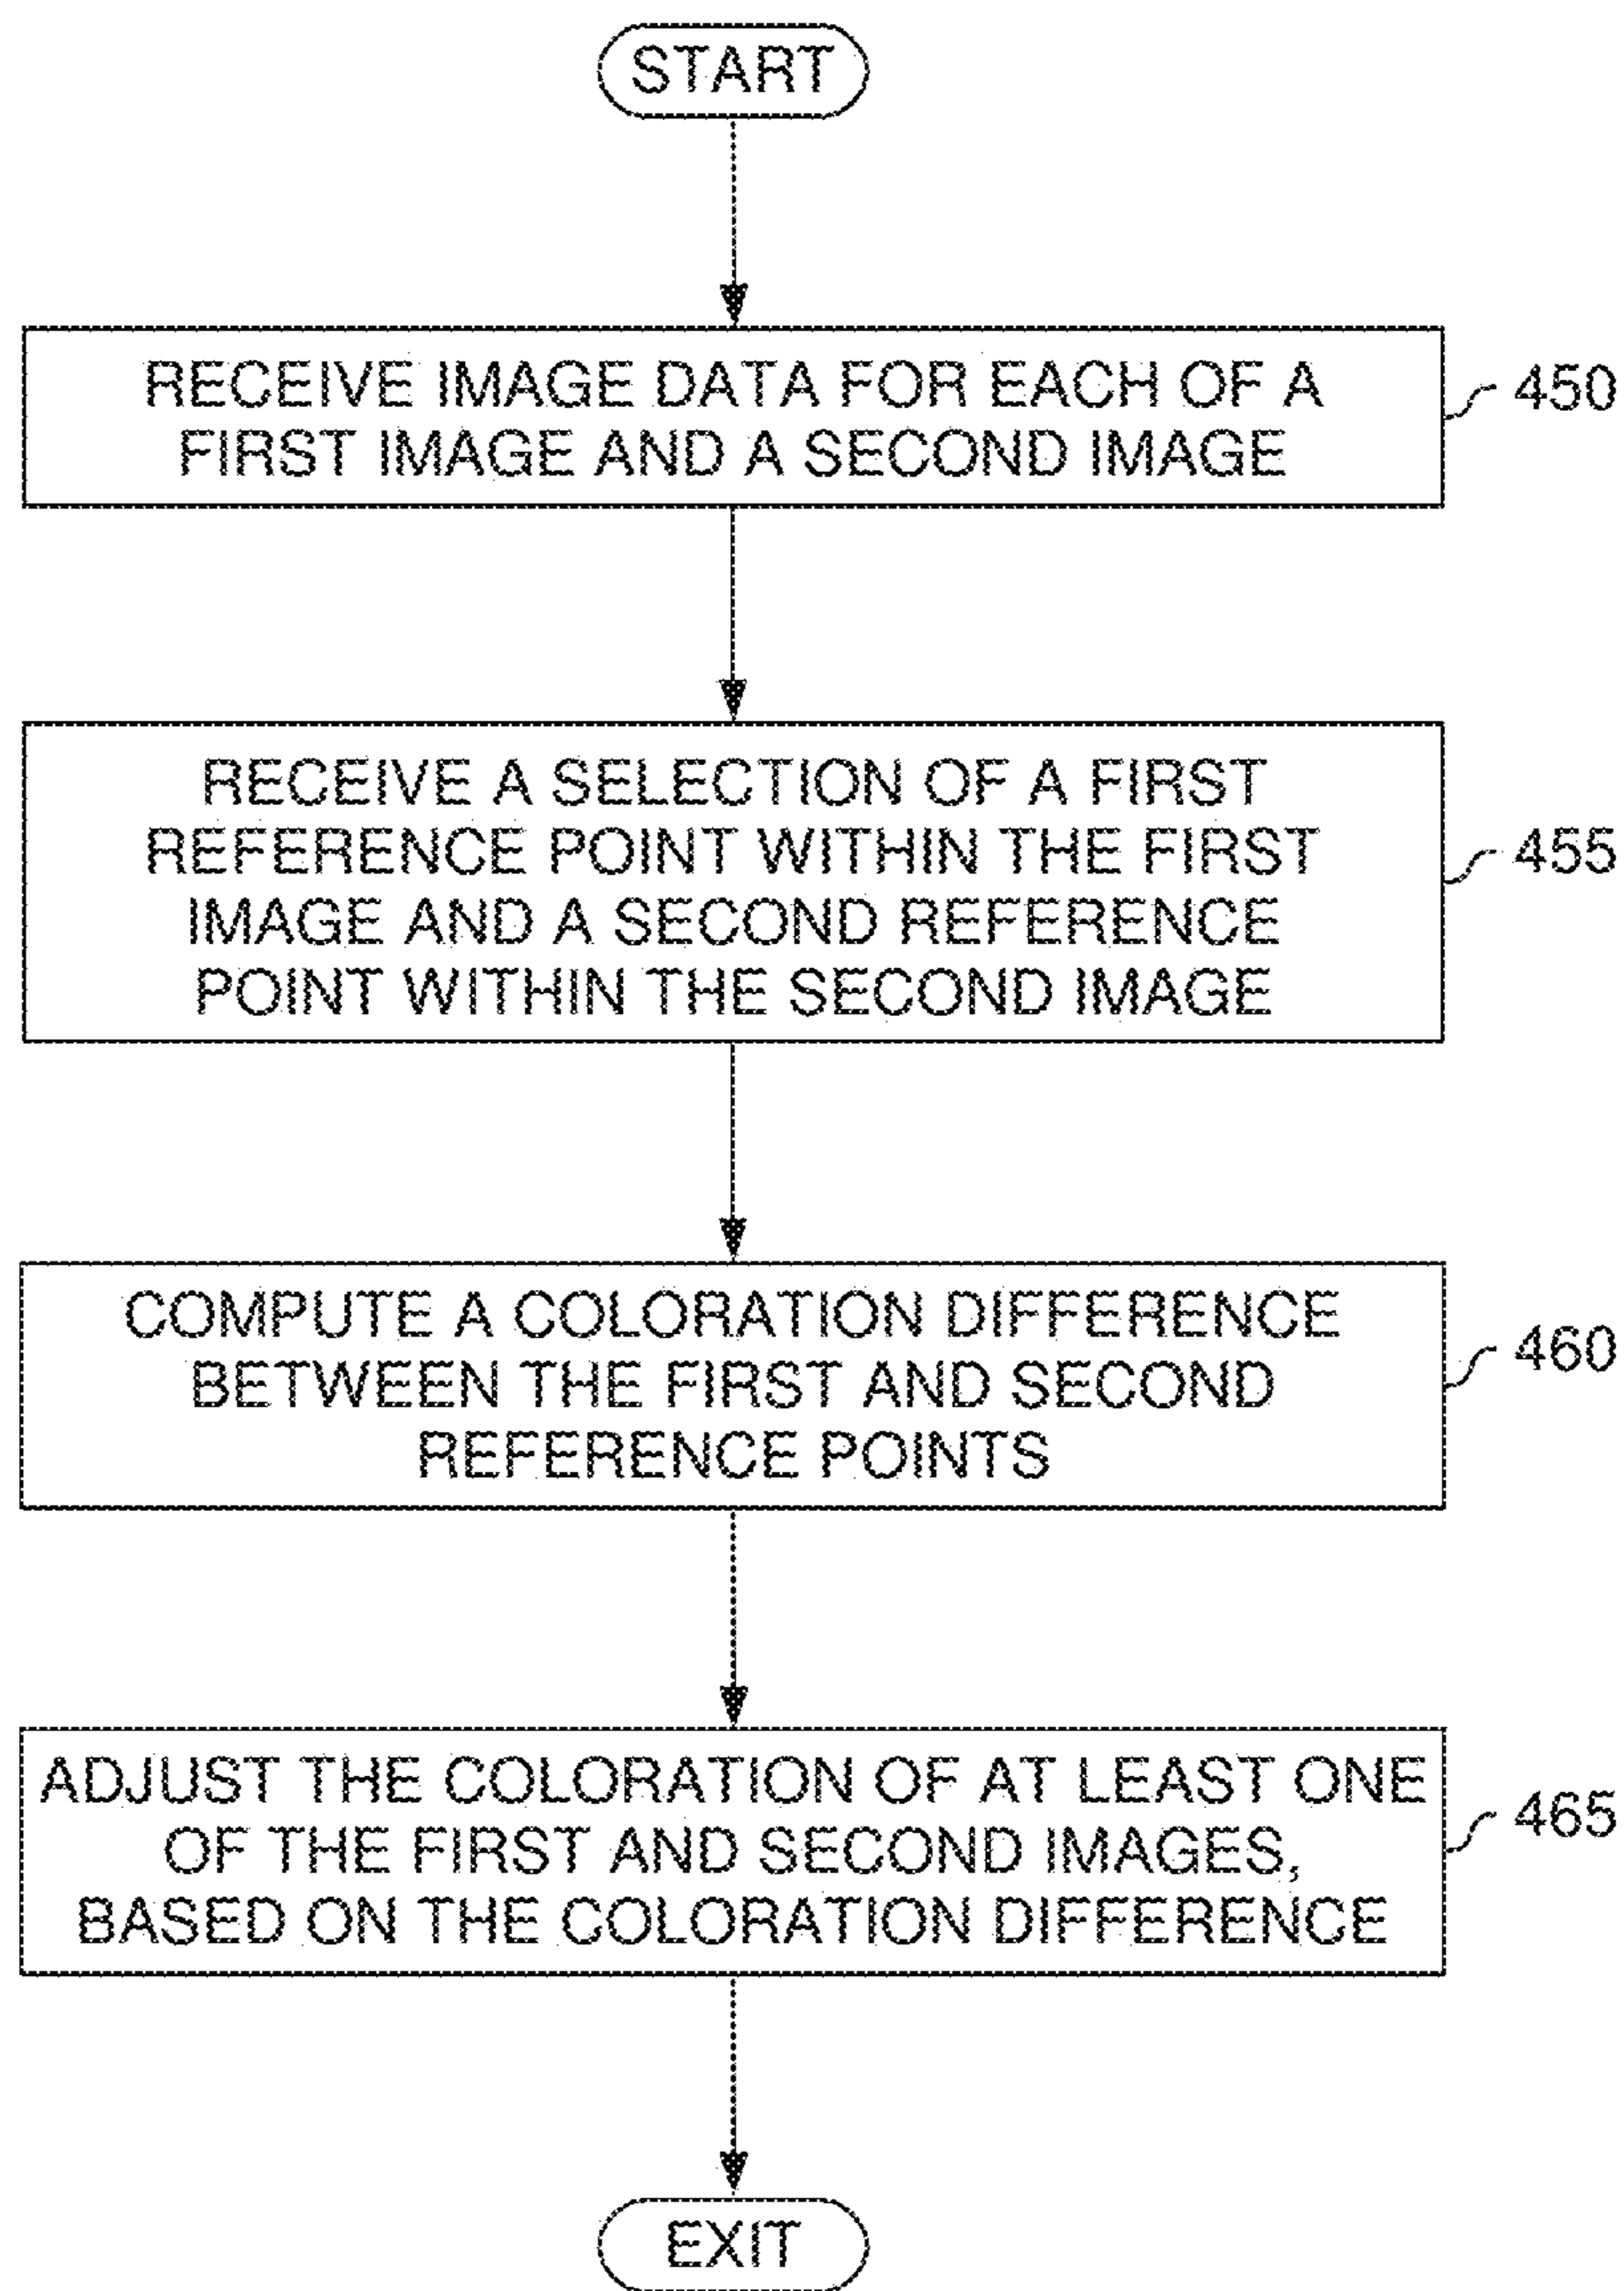 START
RECEIVE IMAGE DATA FOR EACH OF A
FIRST IMAGE AND A SECOND IMAGE
450
RECEIVE A SELECTION OF A FIRST
REFERENCE POINT WITHIN THE FIRST
IMAGE AND A SECOND REFERENCE
POINT WITHIN THE SECOND IMAGE
455
COMPUTE A COLORATION DIFFERENCE
BETWEEN THE FIRST AND SECOND
REFERENCE POINTS
460
ADJUST THE COLORATION OF AT LEAST ONE
OF THE FIRST AND SECOND IMAGES,
BASED ON THE COLORATION DIFFERENCE
465
EXIT